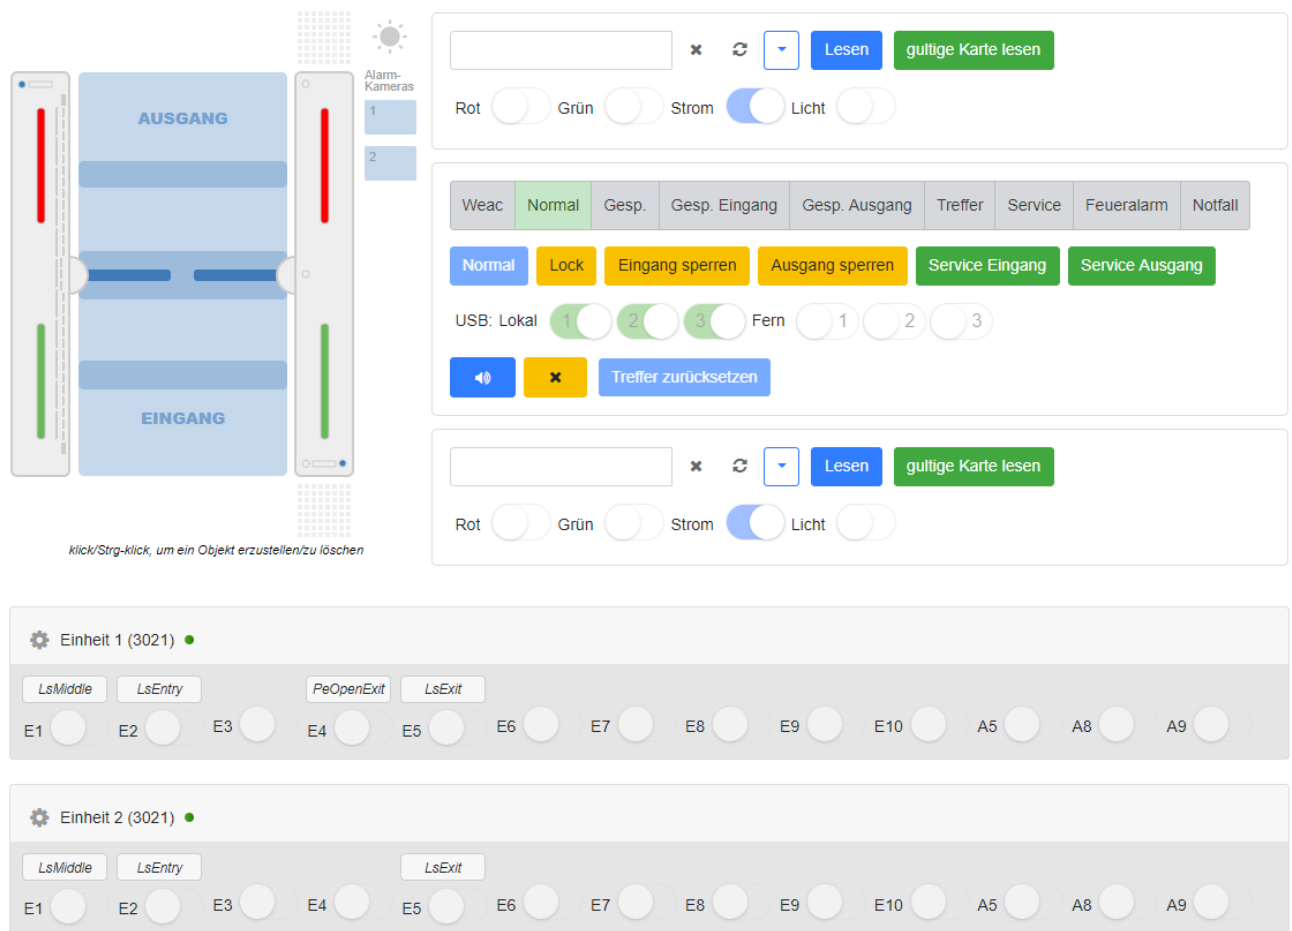 Alarm-
Kameras
1
2
AUSGANG
EINGANG
klick/Strg-klick, um ein Objekt erzustellen/zu löschen
Lesen gultige Karte lesen
Rot Grün Strom Licht
Weac Normal Gesp. Gesp. Eingang Gesp. Ausgang Treffer Service Feueralarm Notfall
Normal Lock Eingang sperren Ausgang sperren Service Eingang Service Ausgang
USB: Lokal 1 2 3 Fern 1 2 3
Treffer zurücksetzen
Lesen gultige Karte lesen
Rot Grün Strom Licht
Einheit 1 (3021)
LsMiddle LsEntry PeOpenExit LsExit
E1 E2 E3 E4 E5 E6 E7 E8 E9 E10 A5 A8 A9
Einheit 2 (3021)
LsMiddle LsEntry LsExit
E1 E2 E3 E4 E5 E6 E7 E8 E9 E10 A5 A8 A9